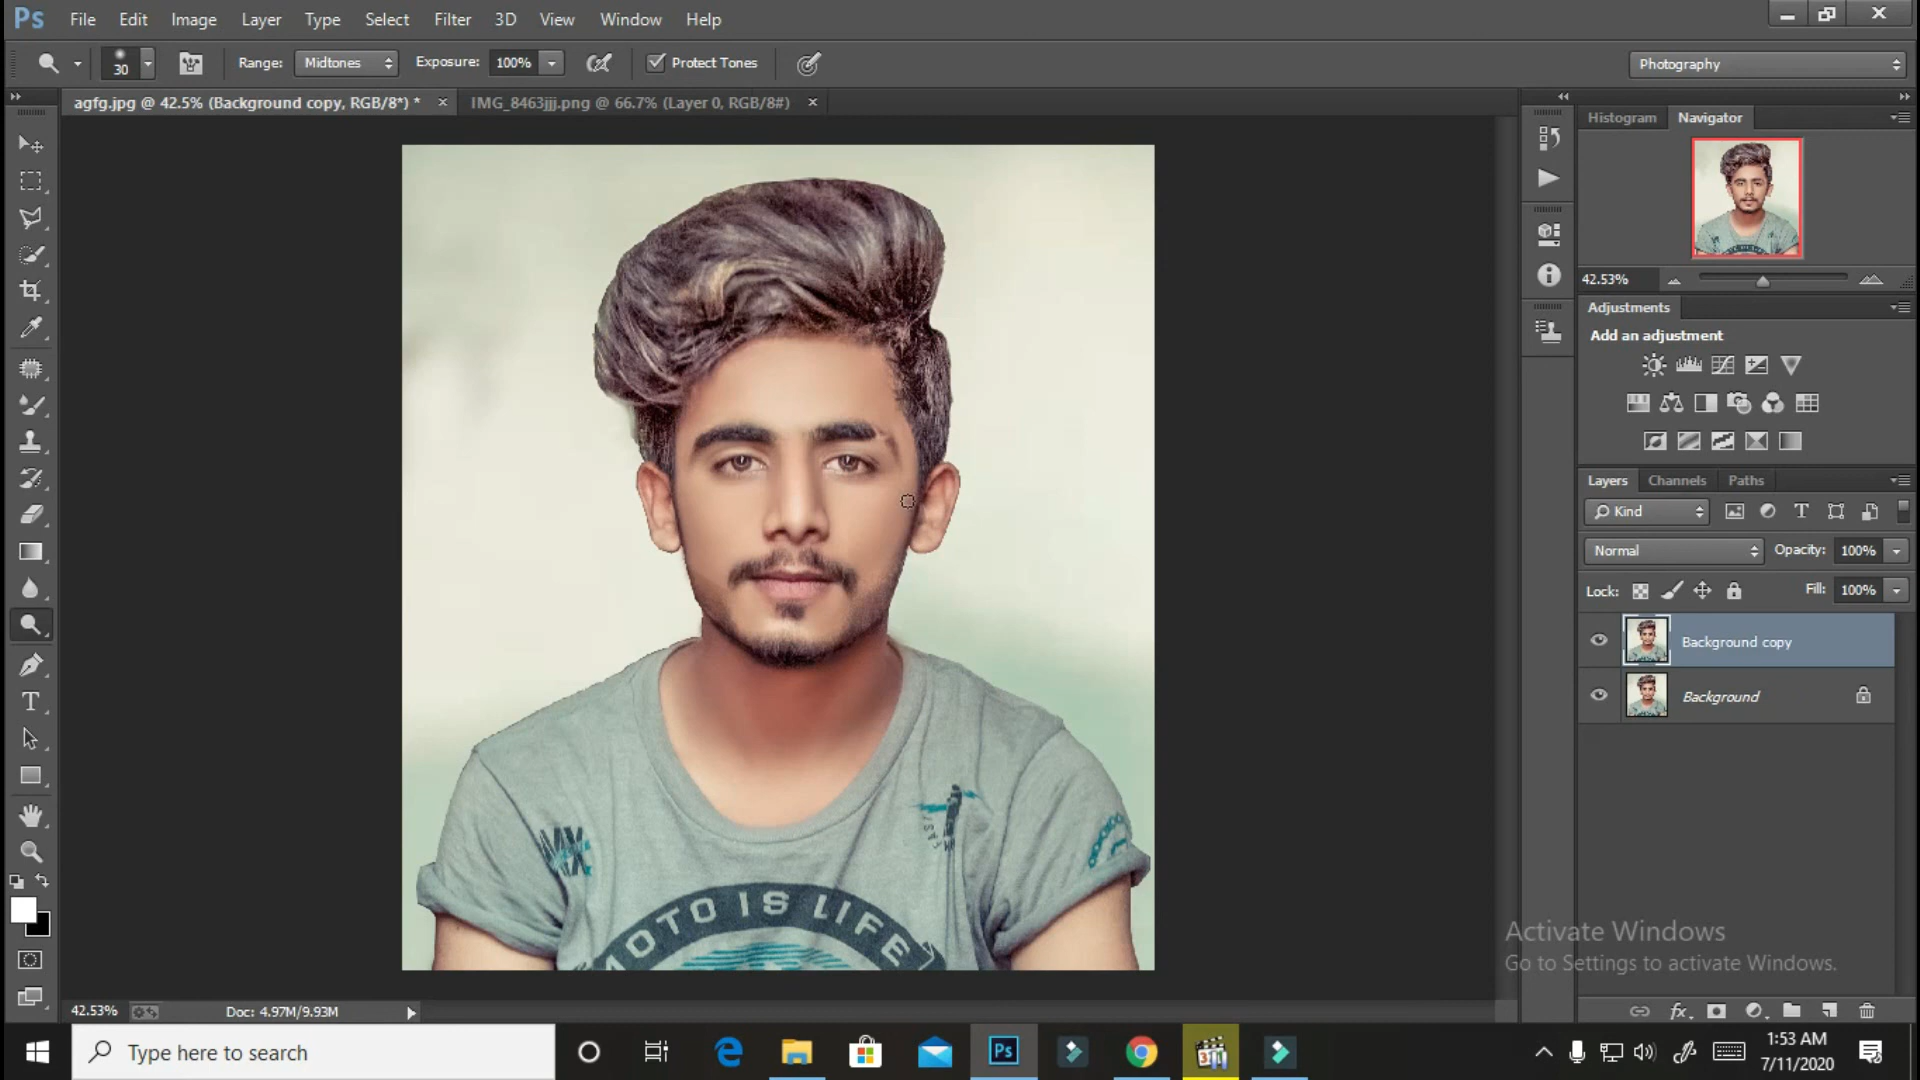 Ps File Edit Image Layer Type Select Filter 3D View Window Help
30 Range: Midtones Exposure: 100% Protect Tones Photography
agfg.jpg @ 42.5% (Background copy, RGB/8*) * × IMG_8463jjj.png @ 66.7% (Layer 0, RGB/8#) ×
Histogram Navigator
42.53%
Adjustments
Add an adjustment
Layers Channels Paths
Kind
Normal Opacity: 100%
Lock: Fill: 100%
Background copy
Background
MX
MOTO IS LIFE
Activate Windows
Go to Settings to activate Windows.
42.53% Doc: 4.97M/9.93M
Type here to search
Ps
1:53 AM
7/11/2020